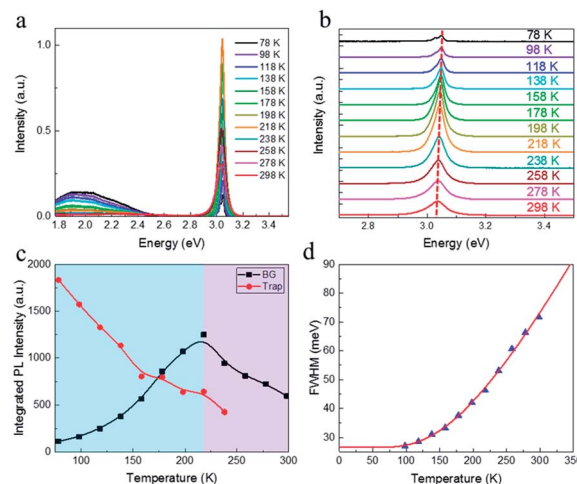 a
Intensity (a.u.)
1.0
0.5
0.0
1.8 2.0 2.2 2.4 2.6 2.8 3.0 3.2 3.4
Energy (eV)
78 K
98 K
118 K
138 K
158 K
178 K
198 K
218 K
238 K
258 K
278 K
298 K
b
Intensity (a.u.)
78 K
98 K
118 K
138 K
158 K
178 K
198 K
218 K
238 K
258 K
278 K
298 K
2.8 3.0 3.2 3.4
Energy (eV)
c
Integrated PL Intensity (a.u.)
2000
1750
1250
1000
750
500
250
0
BG
Trap
100 150 200 250 300
Temperature (K)
d
FWHM (meV)
90
80
70
60
50
40
30
0 50 100 150 200 250 300 350
Temperature (K)